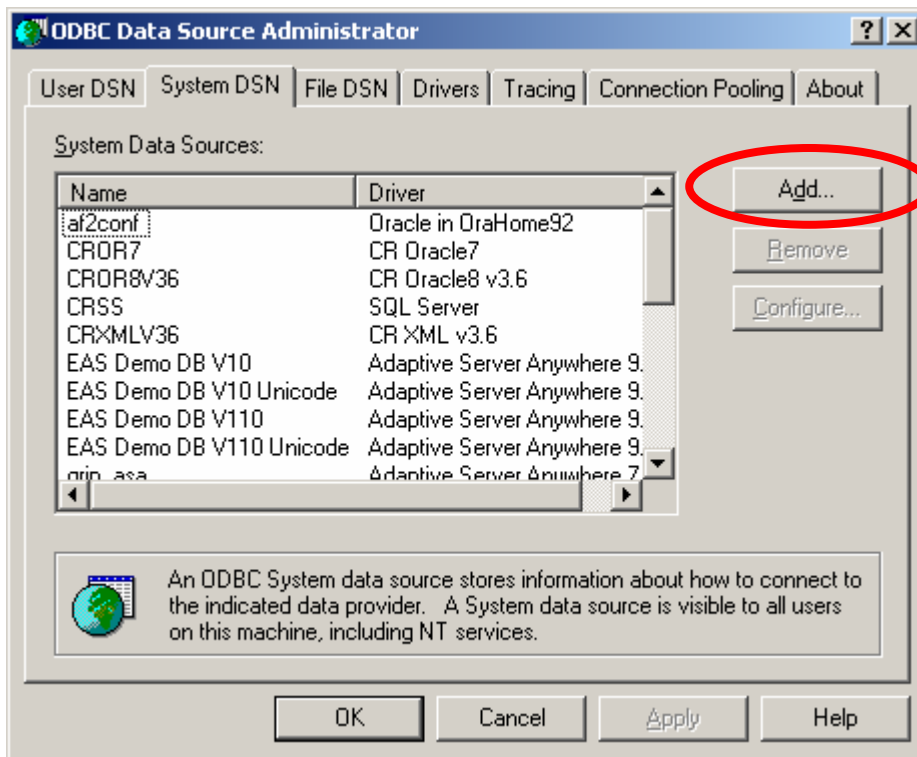 ODBC Data Source Administrator
User DSN System DSN File DSN Drivers Tracing Connection Pooling About
System Data Sources:
Name Driver
af2conf Oracle in OraHome92
CROR7 CR Oracle7
CROR8V36 CR Oracle8 v3.6
CRSS SQL Server
CRXMLV36 CR XML v3.6
EAS Demo DB V10 Adaptive Server Anywhere 9.
EAS Demo DB V10 Unicode Adaptive Server Anywhere 9.
EAS Demo DB V110 Adaptive Server Anywhere 9.
EAS Demo DB V110 Unicode Adaptive Server Anywhere 9.
Adaptive Server Anywhere 7
Add...
Remove
Configure...
An ODBC System data source stores information about how to connect to
the indicated data provider. A System data source is visible to all users
on this machine, including NT services.
OK Cancel Apply Help